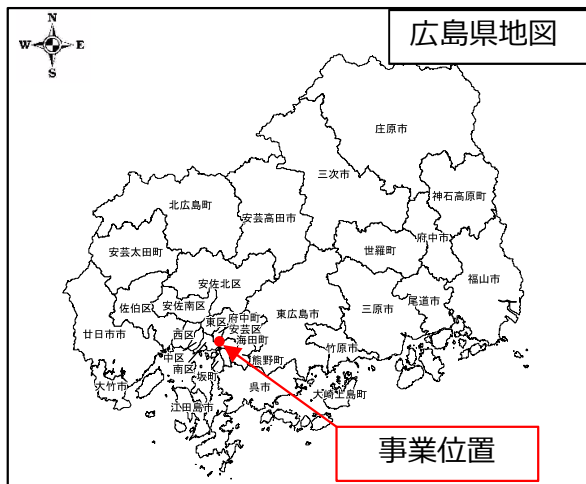 広島県地図
N
W E
S
庄原市
三次市
神石高原町
北広島町
安芸高田市
府中市
世羅町
安芸太田町
福山市
安佐北区
尾道市
三原市
東広島市
佐伯区
安佐南区
府中町
東区
安芸区
廿日市市
西区
海田町
竹原市
中区
熊野町
南区
坂町
大竹市
呉市
大崎上島町
江田島市
事業位置